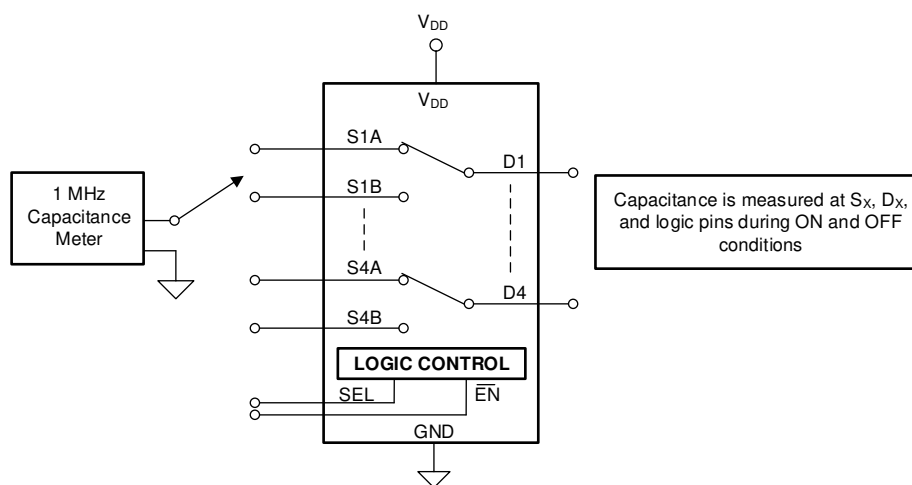 VDD
VDD
S1A
D1
S1B
1 MHz
Capacitance
Meter
Capacitance is measured at SX, DX,
and logic pins during ON and OFF
conditions
S4A
D4
S4B
LOGIC CONTROL
SEL
EN
GND